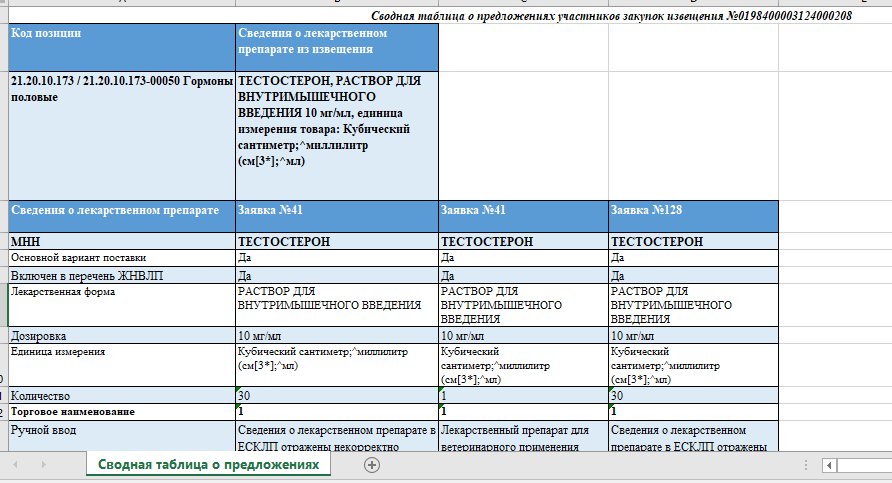 Сводная таблица о предложениях участников закупок извещения №0198400003124000208
Код позиции
Сведения о лекарственном
препарате из извещения
21.20.10.173 / 21.20.10.173-00050 Гормоны
половые
ТЕСТОСТЕРОН, РАСТВОР ДЛЯ
ВНУТРИМЫШЕЧНОГО
ВВЕДЕНИЯ 10 мг/мл, единица
измерения товара: Кубический
сантиметр;^миллилитр
(см[3*];^мл)
Сведения о лекарственном препарате
Заявка №41
Заявка №41
Заявка №128
МНН
ТЕСТОСТЕРОН
ТЕСТОСТЕРОН
ТЕСТОСТЕРОН
Основной вариант поставки
Да
Да
Да
Включен в перечень ЖНВЛП
Да
Да
Да
Лекарственная форма
РАСТВОР ДЛЯ
ВНУТРИМЫШЕЧНОГО ВВЕДЕНИЯ
РАСТВОР ДЛЯ
ВНУТРИМЫШЕЧНОГО
ВВЕДЕНИЯ
РАСТВОР ДЛЯ
ВНУТРИМЫШЕЧНОГО
ВВЕДЕНИЯ
Дозировка
10 мг/мл
10 мг/мл
10 мг/мл
Единица измерения
Кубический сантиметр;^миллилитр
(см[3*];^мл)
Кубический
сантиметр;^миллилитр
(см[3*];^мл)
Кубический
сантиметр;^миллилитр
(см[3*];^мл)
Количество
30
1
30
Торговое наименование
1
1
1
Ручной ввод
Сведения о лекарственном препарате в
ЕСКЛП отражены некорректно
Лекарственный препарат для
ветеринарного применения
Сведения о лекарственном
препарате в ЕСКЛП отражены
Сводная таблица о предложениях